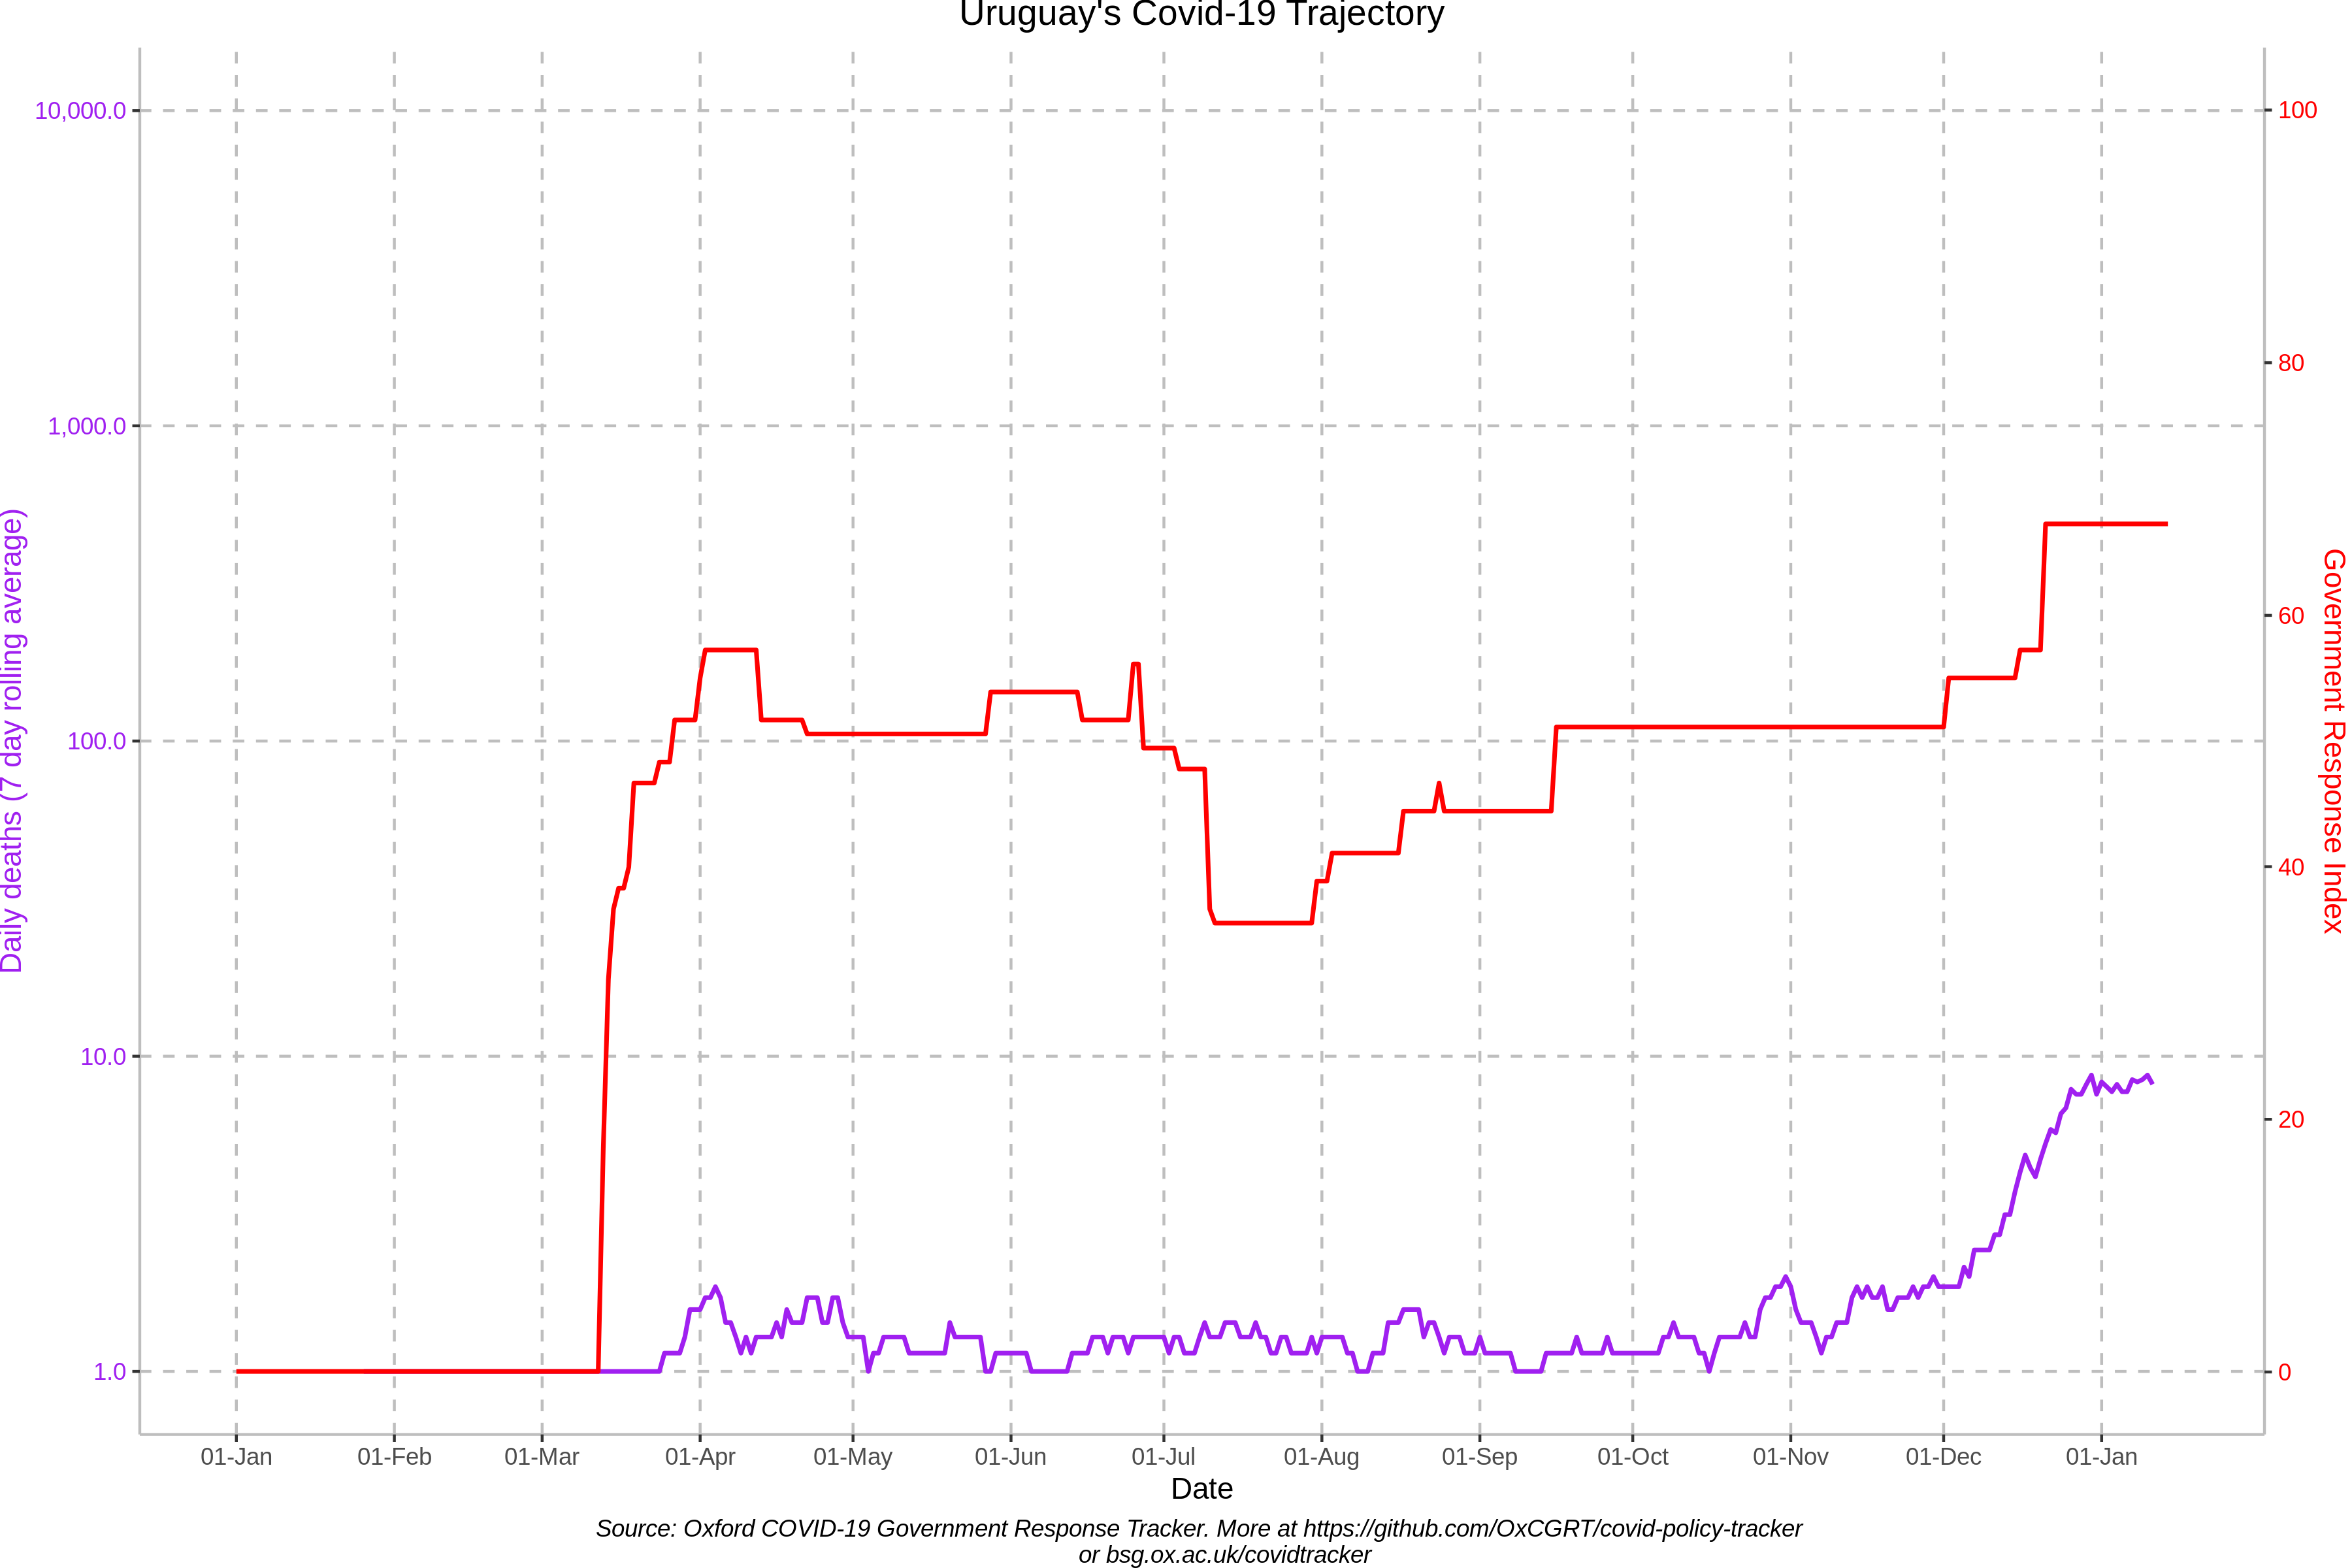 Uruguay's Covid-19 Trajectory
10,000.0
1,000.0
100.0
10.0
1.0
Daily deaths (7 day rolling average)
100
80
60
40
20
0
Government Response Index
01-Jan 01-Feb 01-Mar 01-Apr 01-May 01-Jun 01-Jul 01-Aug 01-Sep 01-Oct 01-Nov 01-Dec 01-Jan
Date
Source: Oxford COVID-19 Government Response Tracker. More at https://github.com/OxCGRT/covid-policy-tracker
or bsg.ox.ac.uk/covidtracker